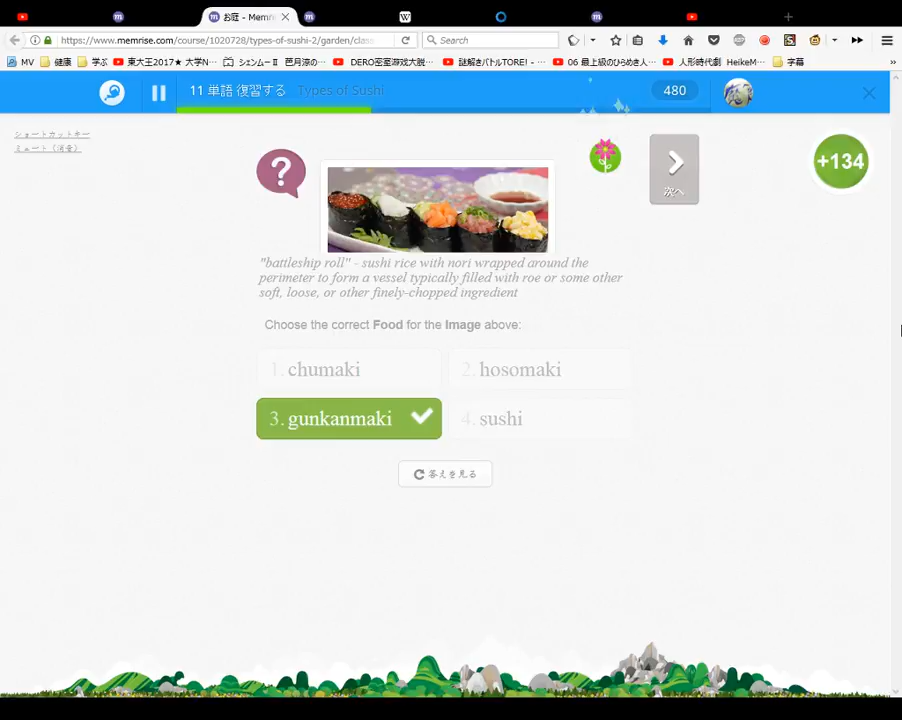 お庭 - Memri
https://www.memrise.com/course/1020728/types-of-sushi-2/garden/clas
Search
MV
健康
学ぶ
東大王2017★ 大学N…
シェンムーⅡ 芭月涼の…
DERO密室游戏大脱…
謎解きバトルTORE! - …
06 最上級のひらめき人…
人形時代劇 HeikeM…
字幕
11 単語 復習する Types of Sushi
480
ショートカットキー
ミュート（消音）
次へ
+134
"battleship roll" - sushi rice with nori wrapped around the
perimeter to form a vessel typically filled with roe or some other
soft, loose, or other finely-chopped ingredient
Choose the correct Food for the Image above:
1. chumaki
2. hosomaki
3. gunkanmaki
4. sushi
答えを見る